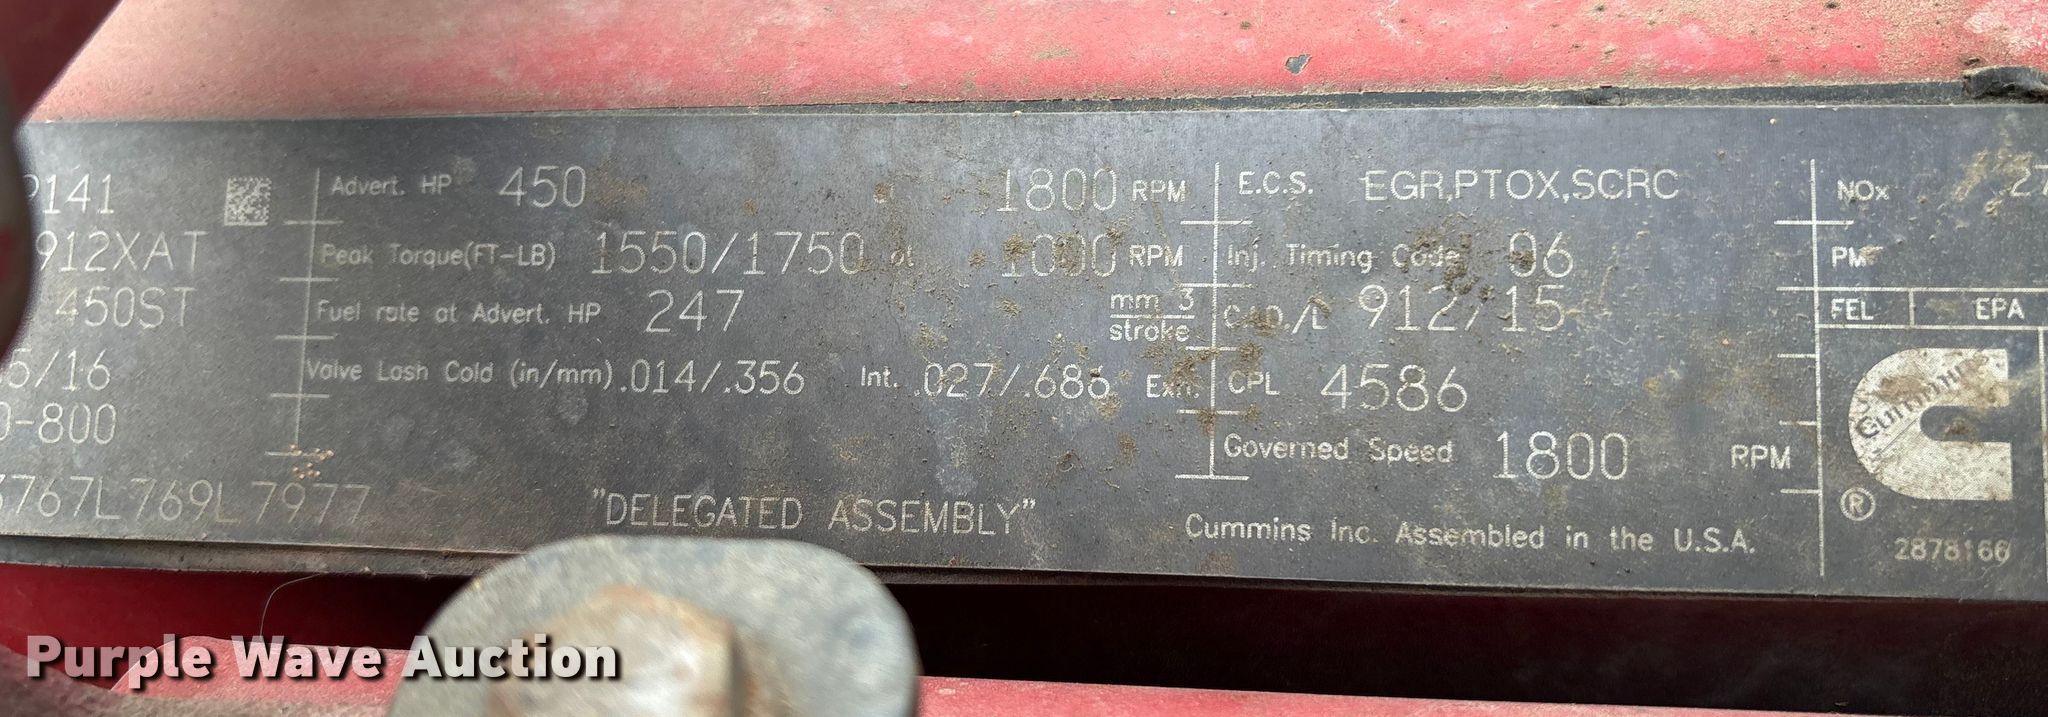 P141
912XAT
450ST
5/16
0-800
3767L769L7977
Advert. HP 450 1800 RPM
Peak Torque(FT-LB) 1550/1750 at 1000 RPM
Fuel rate at Advert. HP 247 mm 3
stroke
Valve Lash Cold (in/mm) .014/.356 Int. .027/.686 Exh.
"DELEGATED ASSEMBLY"
E.C.S. EGR,PTOX,SCRC
Inj. Timing Code 06
912/15
CPL 4586
Governed Speed 1800 RPM
Cummins Inc. Assembled in the U.S.A.
NOx 27
PM
FEL EPA
Cummins
®
2878166
Purple Wave Auction